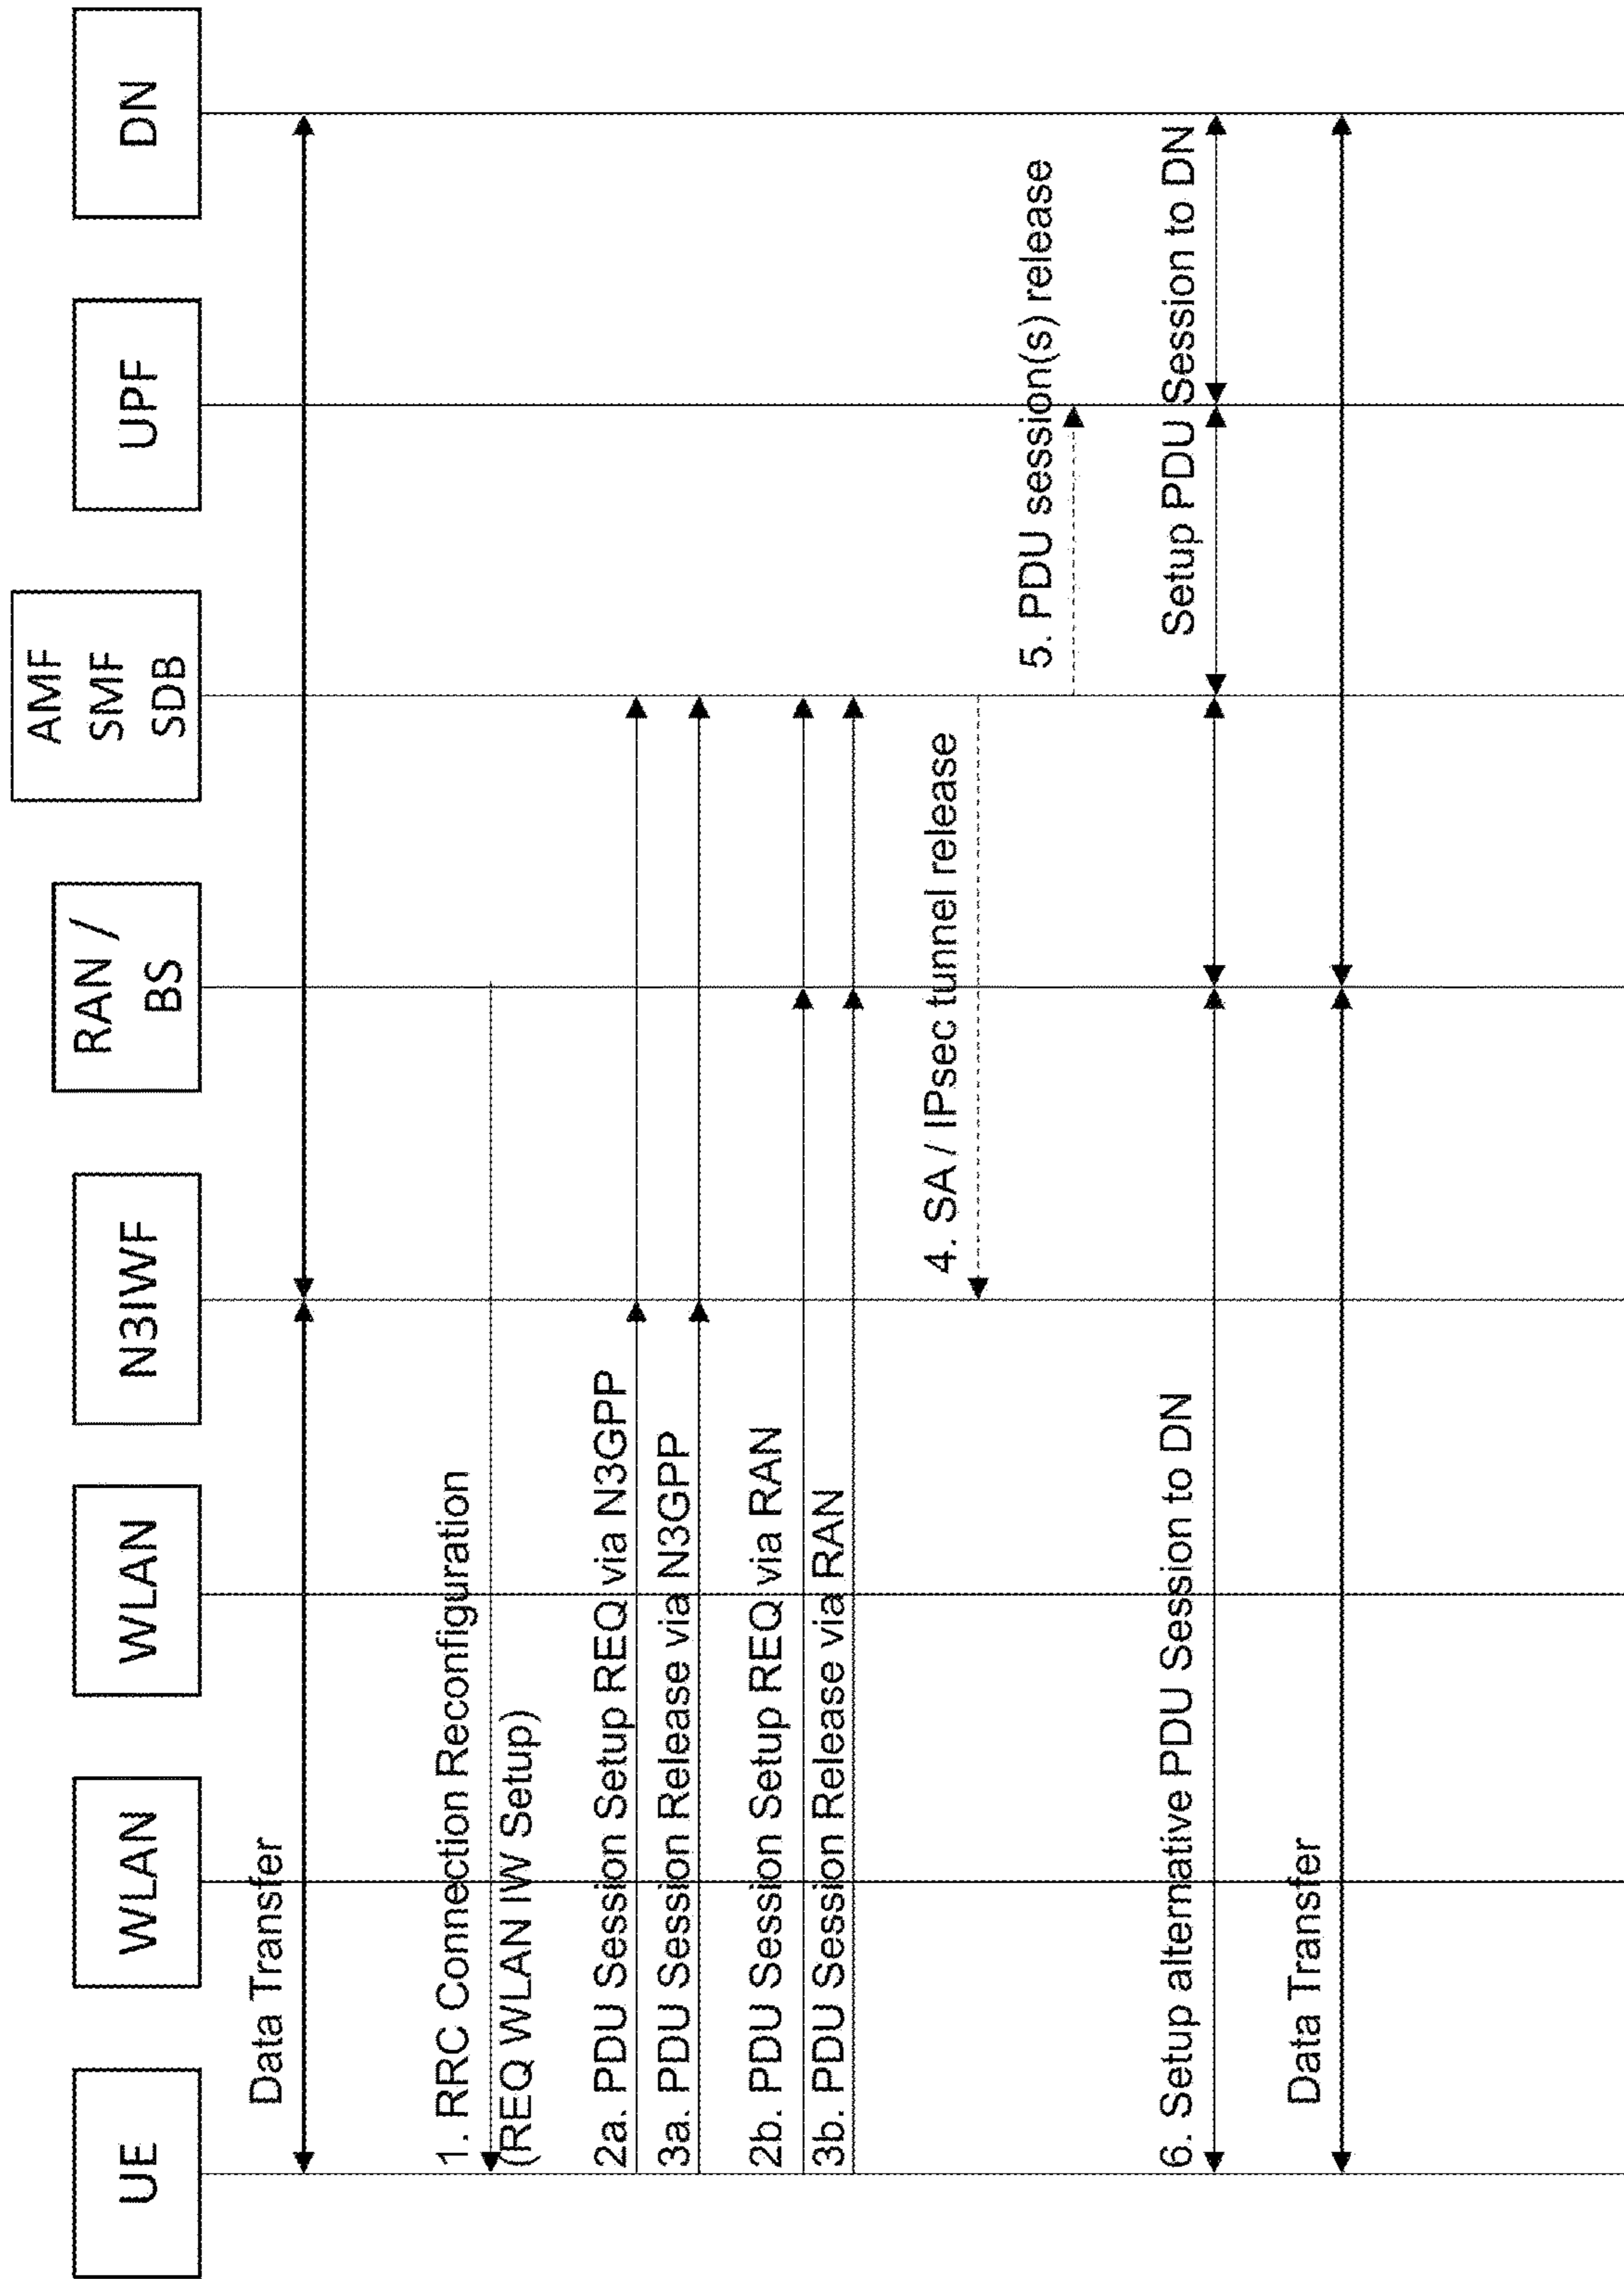 UE
WLAN
WLAN
N3IWF
RAN /
BS
AMF
SMF
SDB
UPF
DN
Data Transfer
1. RRC Connection Reconfiguration
(REQ WLAN IW Setup)
2a. PDU Session Setup REQ via N3GPP
3a. PDU Session Release via N3GPP
2b. PDU Session Setup REQ via RAN
3b. PDU Session Release via RAN
4. SA / IPsec tunnel release
5. PDU session(s) release
6. Setup alternative PDU Session to DN
Setup PDU Session to DN
Data Transfer